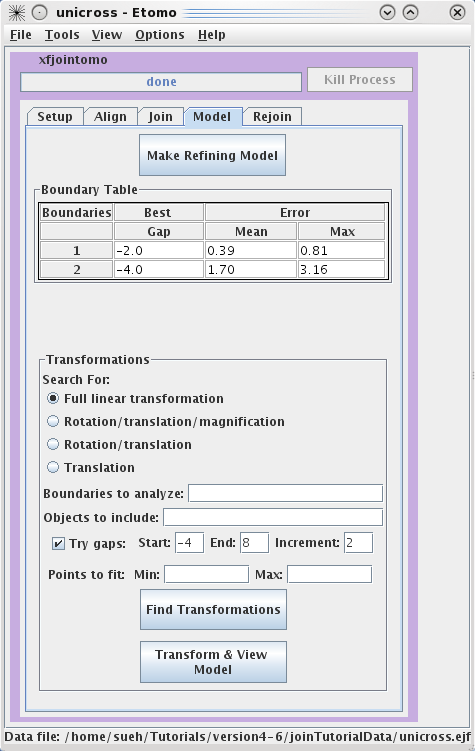 unicross - Etomo
File Tools View Options Help
xfjointomo
done Kill Process
Setup Align Join Model Rejoin
Make Refining Model
Boundary Table
Boundaries Best Error
Gap Mean Max
1 -2.0 0.39 0.81
2 -4.0 1.70 3.16
Transformations
Search For:
Full linear transformation
Rotation/translation/magnification
Rotation/translation
Translation
Boundaries to analyze:
Objects to include:
Try gaps: Start: -4 End: 8 Increment: 2
Points to fit: Min: Max:
Find Transformations
Transform & View
Model
Data file: /home/sueh/Tutorials/version4-6/joinTutorialData/unicross.ejf